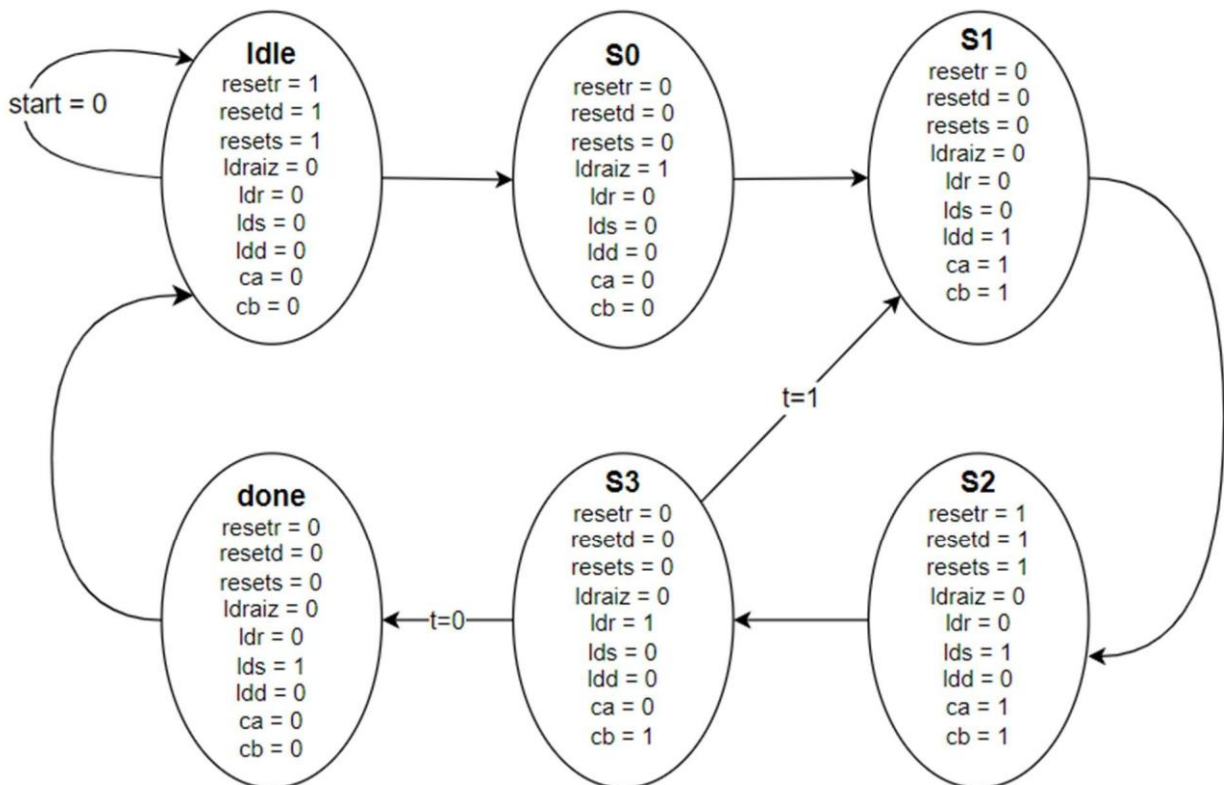 start = 0
Idle
resetr = 1
resetd = 1
resets = 1
ldraiz = 0
ldr = 0
lds = 0
ldd = 0
ca = 0
cb = 0
S0
resetr = 0
resetd = 0
resets = 0
ldraiz = 1
ldr = 0
lds = 0
ldd = 0
ca = 0
cb = 0
S1
resetr = 0
resetd = 0
resets = 0
ldraiz = 0
ldr = 0
lds = 0
ldd = 1
ca = 1
cb = 1
t=1
done
resetr = 0
resetd = 0
resets = 0
ldraiz = 0
ldr = 0
lds = 1
ldd = 0
ca = 0
cb = 0
t=0
S3
resetr = 0
resetd = 0
resets = 0
ldraiz = 0
ldr = 1
lds = 0
ldd = 0
ca = 0
cb = 1
S2
resetr = 1
resetd = 1
resets = 1
ldraiz = 0
ldr = 0
lds = 1
ldd = 0
ca = 1
cb = 1